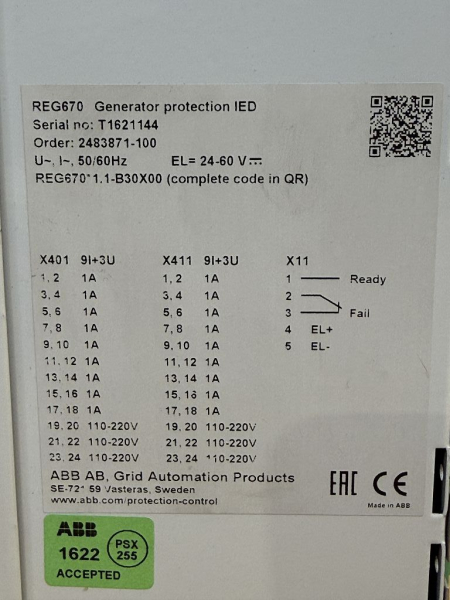 REG670 Generator protection IED
Serial no: T1621144
Order: 2483871-100
U~, I~, 50/60Hz EL= 24-60 V
REG670*1.1-B30X00 (complete code in QR)
X401 9I+3U X411 9I+3U X11
1, 2 1A 1, 2 1A 1 Ready
3, 4 1A 3, 4 1A 2
5, 6 1A 5, 6 1A 3 Fail
7, 8 1A 7, 8 1A 4 EL+
9, 10 1A 9, 10 1A 5 EL-
11, 12 1A 11, 12 1A
13, 14 1A 13, 14 1A
15, 16 1A 15, 16 1A
17, 18 1A 17, 18 1A
19, 20 110-220V 19, 20 110-220V
21, 22 110-220V 21, 22 110-220V
23, 24 110-220V 23, 24 110-220V
ABB AB, Grid Automation Products
SE-721 59 Vasteras, Sweden
www.abb.com/protection-control
EAC CE
Made in ABB
ABB
1622 PSX 255
ACCEPTED